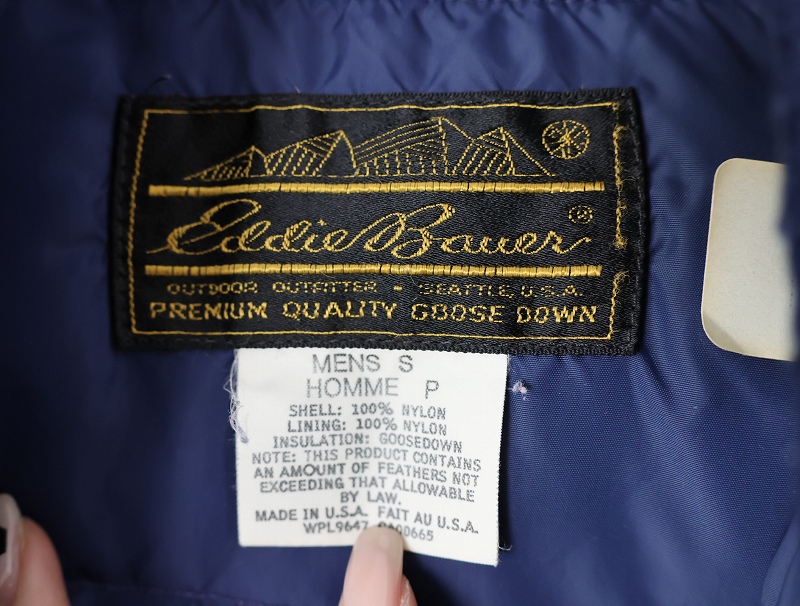 Eddie Bauer ®
OUTDOOR OUTFITTER - SEATTLE, U.S.A.
PREMIUM QUALITY GOOSE DOWN
MENS S
HOMME P
SHELL: 100% NYLON
LINING: 100% NYLON
INSULATION: GOOSEDOWN
NOTE: THIS PRODUCT CONTAINS
AN AMOUNT OF FEATHERS NOT
EXCEEDING THAT ALLOWABLE
BY LAW.
MADE IN U.S.A. FAIT AU U.S.A.
WPL9647